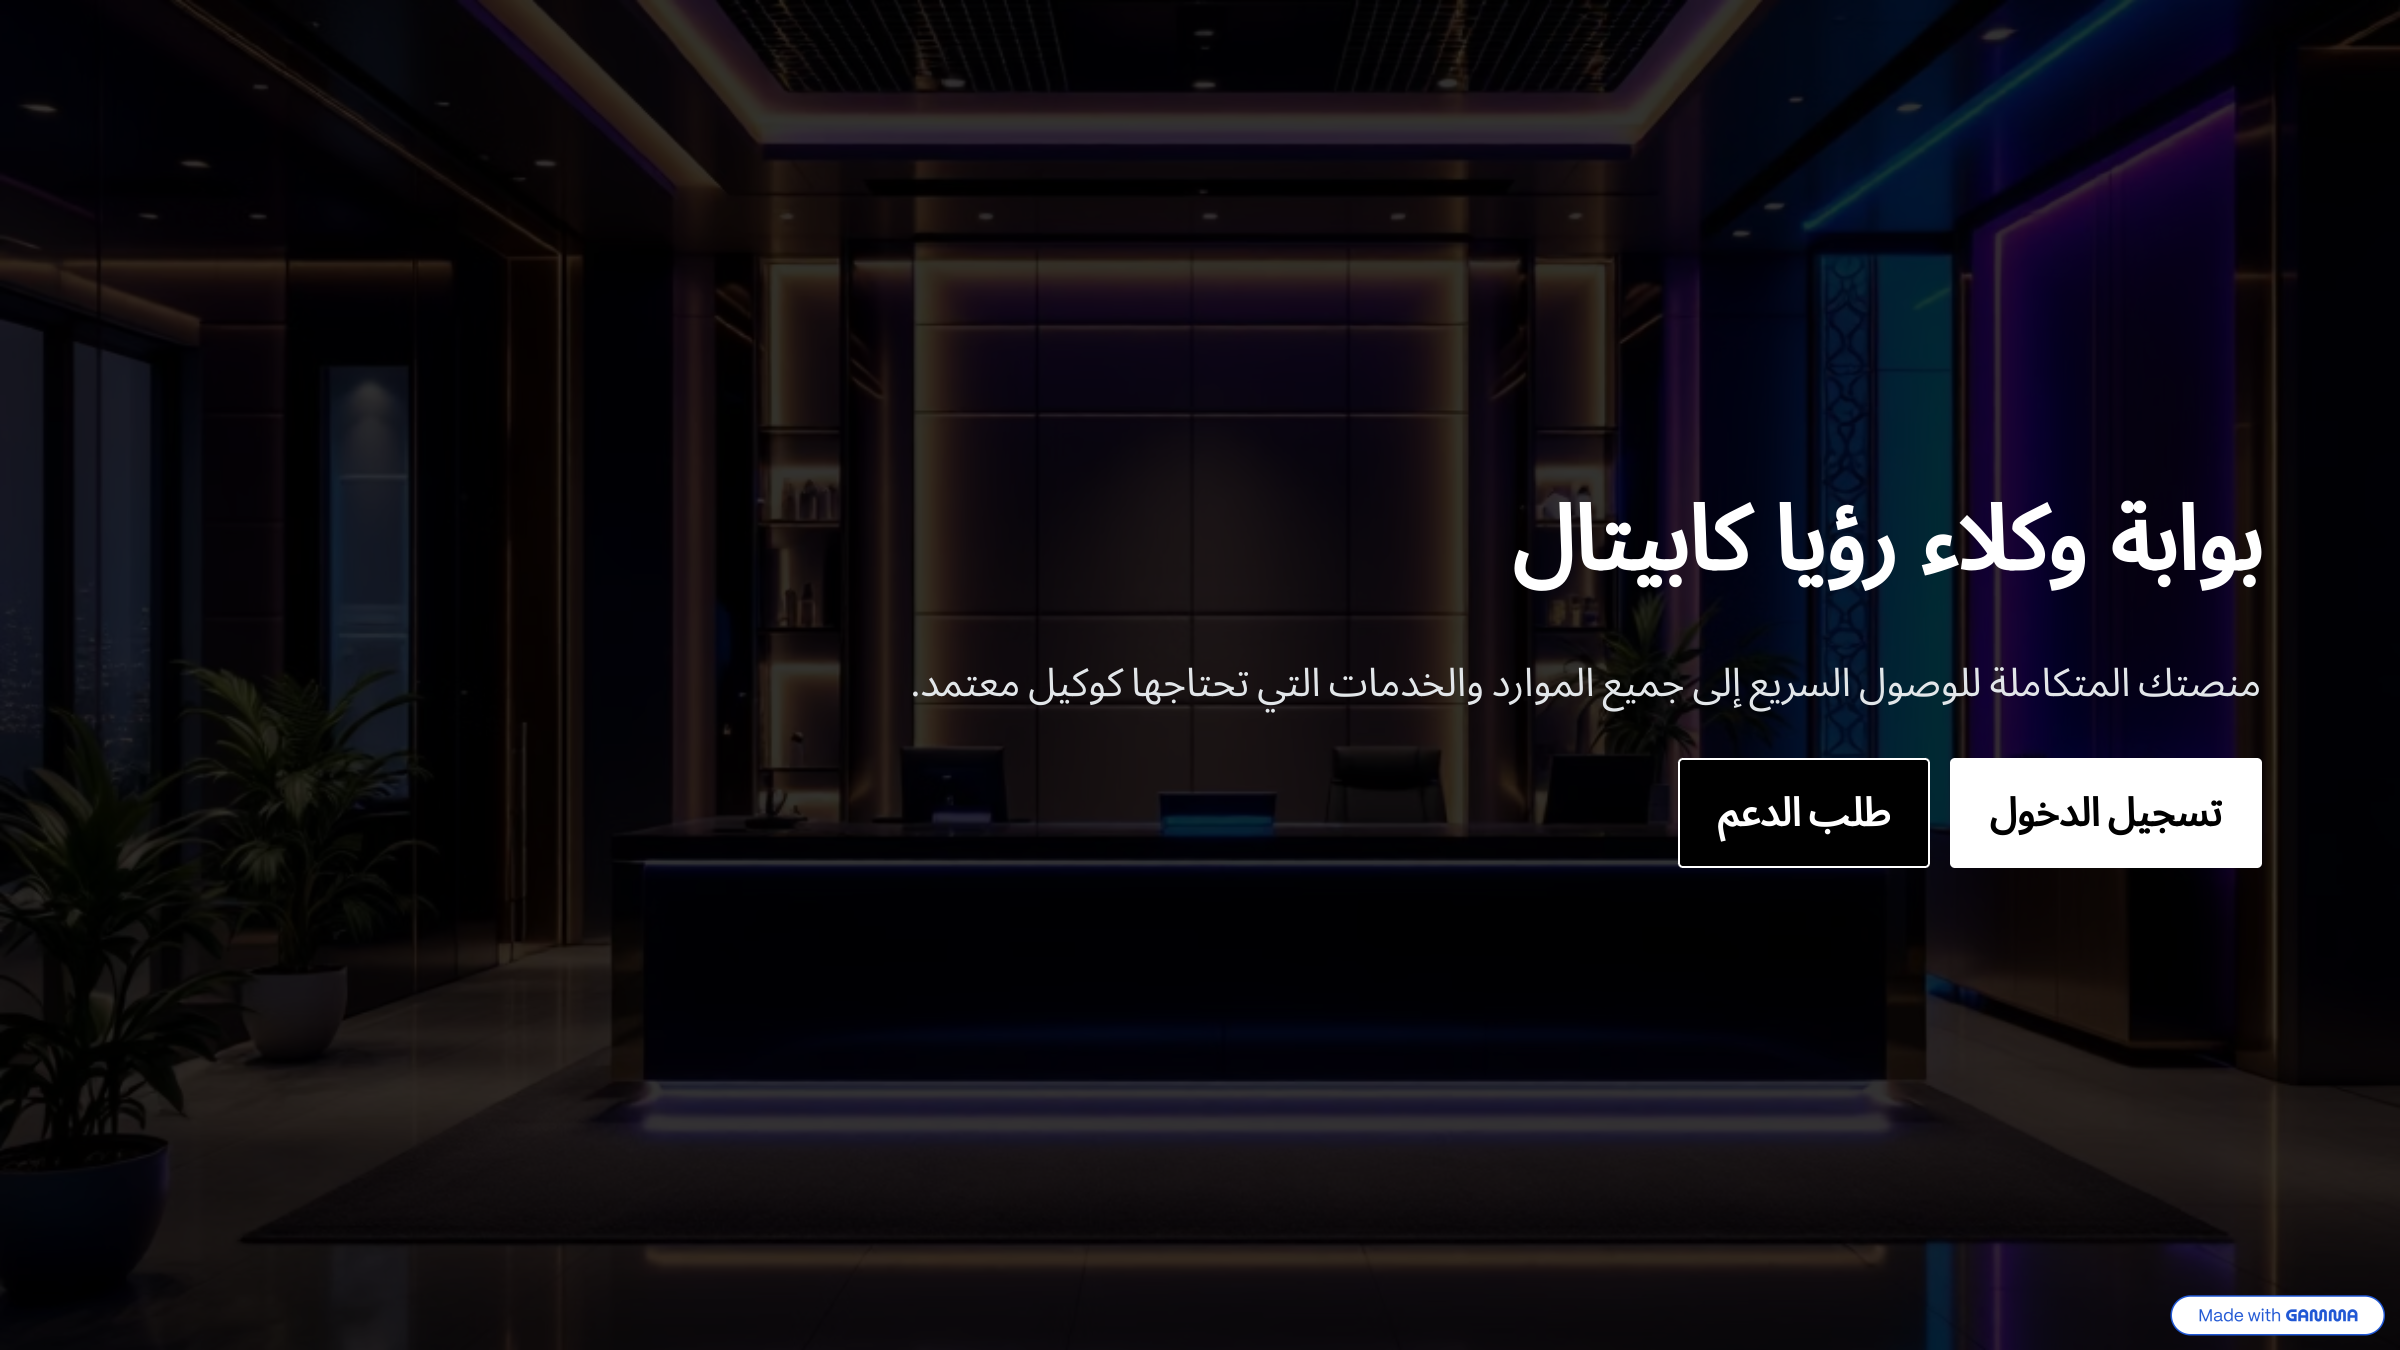 بوابة وكلاء رؤيا كابيتال
منصتك المتكاملة للوصول السريع إلى جميع الموارد والخدمات التي تحتاجها كوكيل معتمد.
تسجيل الدخول
طلب الدعم
Made with GAMMA